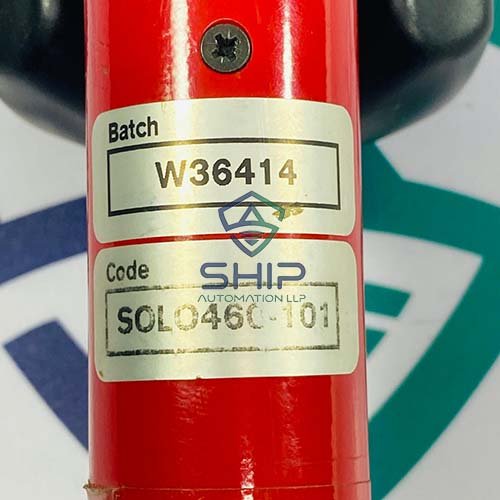 Batch
W36414
SHIP
AUTOMATION LLP
Code
SOLO460-101